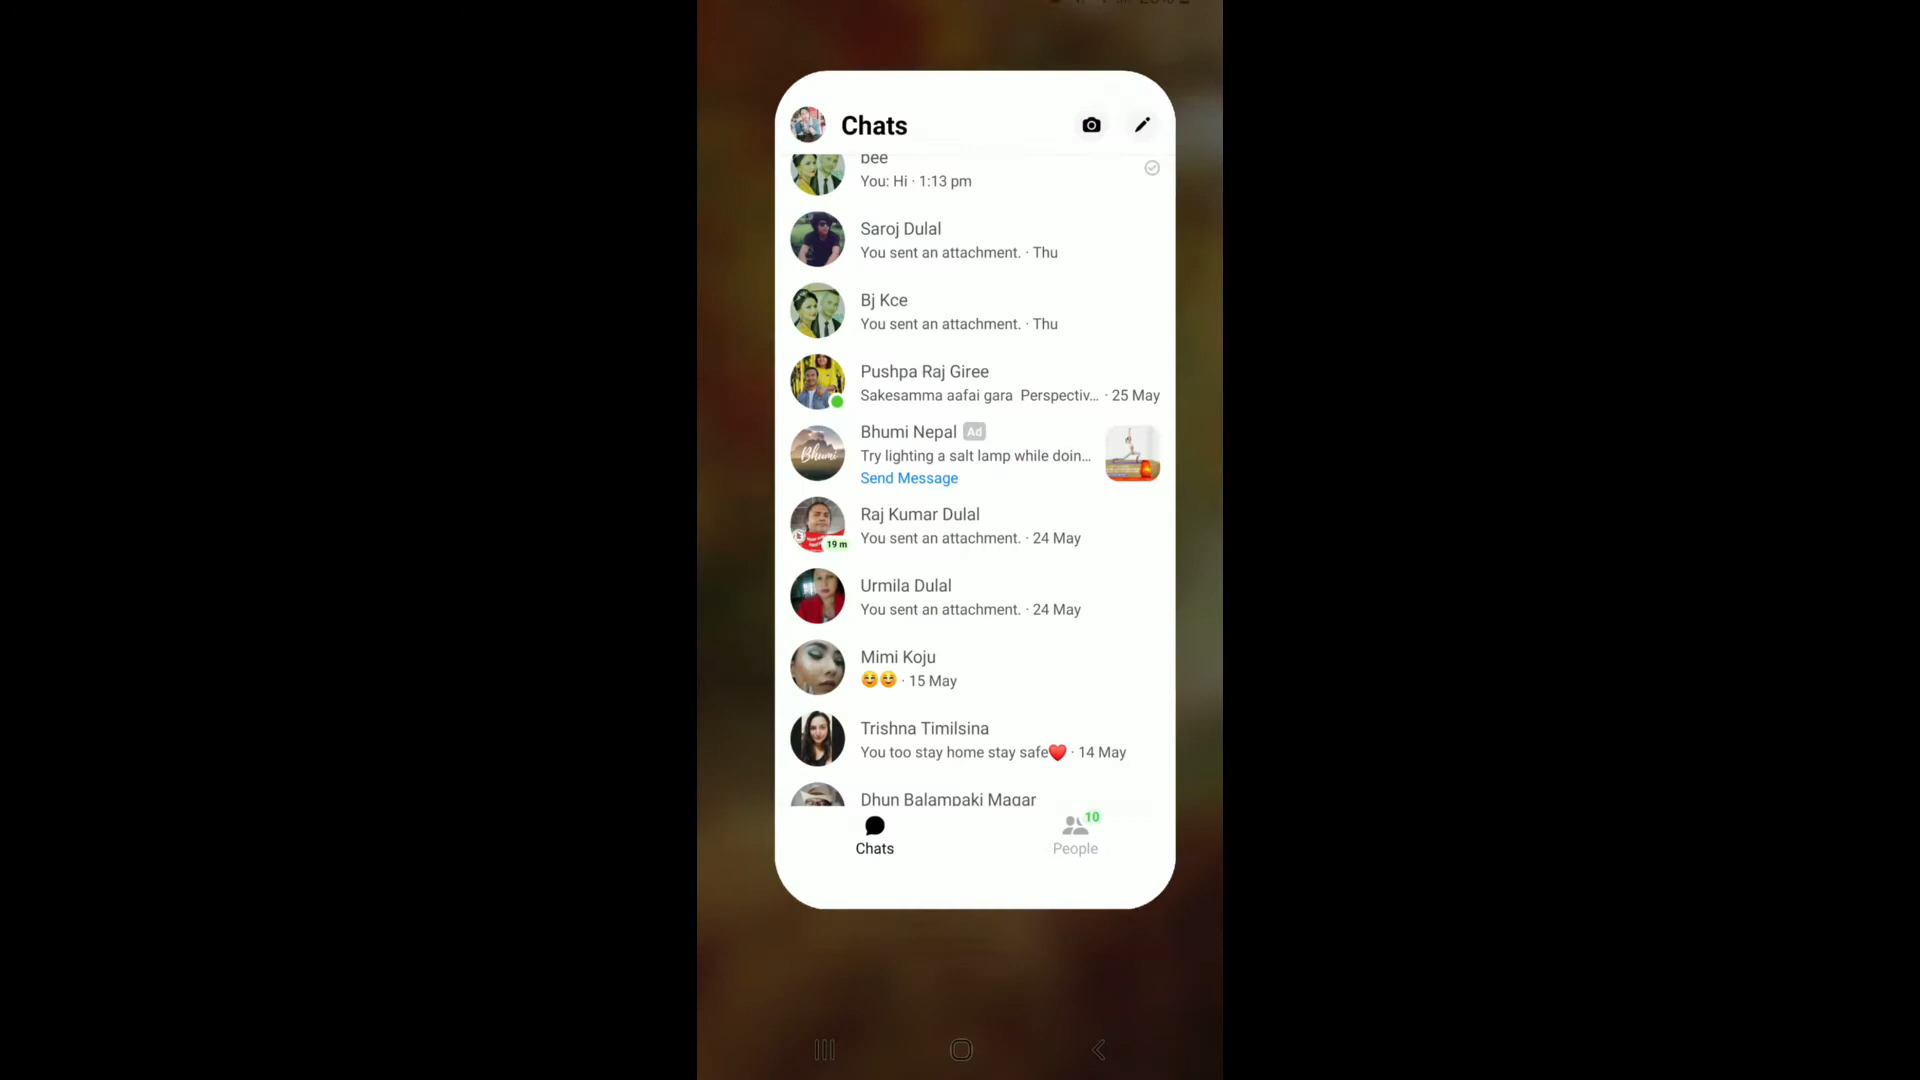 Chats
bee
You: Hi · 1:13 pm
Saroj Dulal
You sent an attachment. · Thu
Bj Kce
You sent an attachment. · Thu
Pushpa Raj Giree
Sakesamma aafai gara Perspectiv... · 25 May
Bhumi Nepal Ad
Bhumi
Try lighting a salt lamp while doin...
Send Message
Raj Kumar Dulal
19 m
You sent an attachment. · 24 May
Urmila Dulal
You sent an attachment. · 24 May
Mimi Koju
😊😊 · 15 May
Trishna Timilsina
You too stay home stay safe❤️ · 14 May
Dhun Balampaki Magar
10
Chats
People